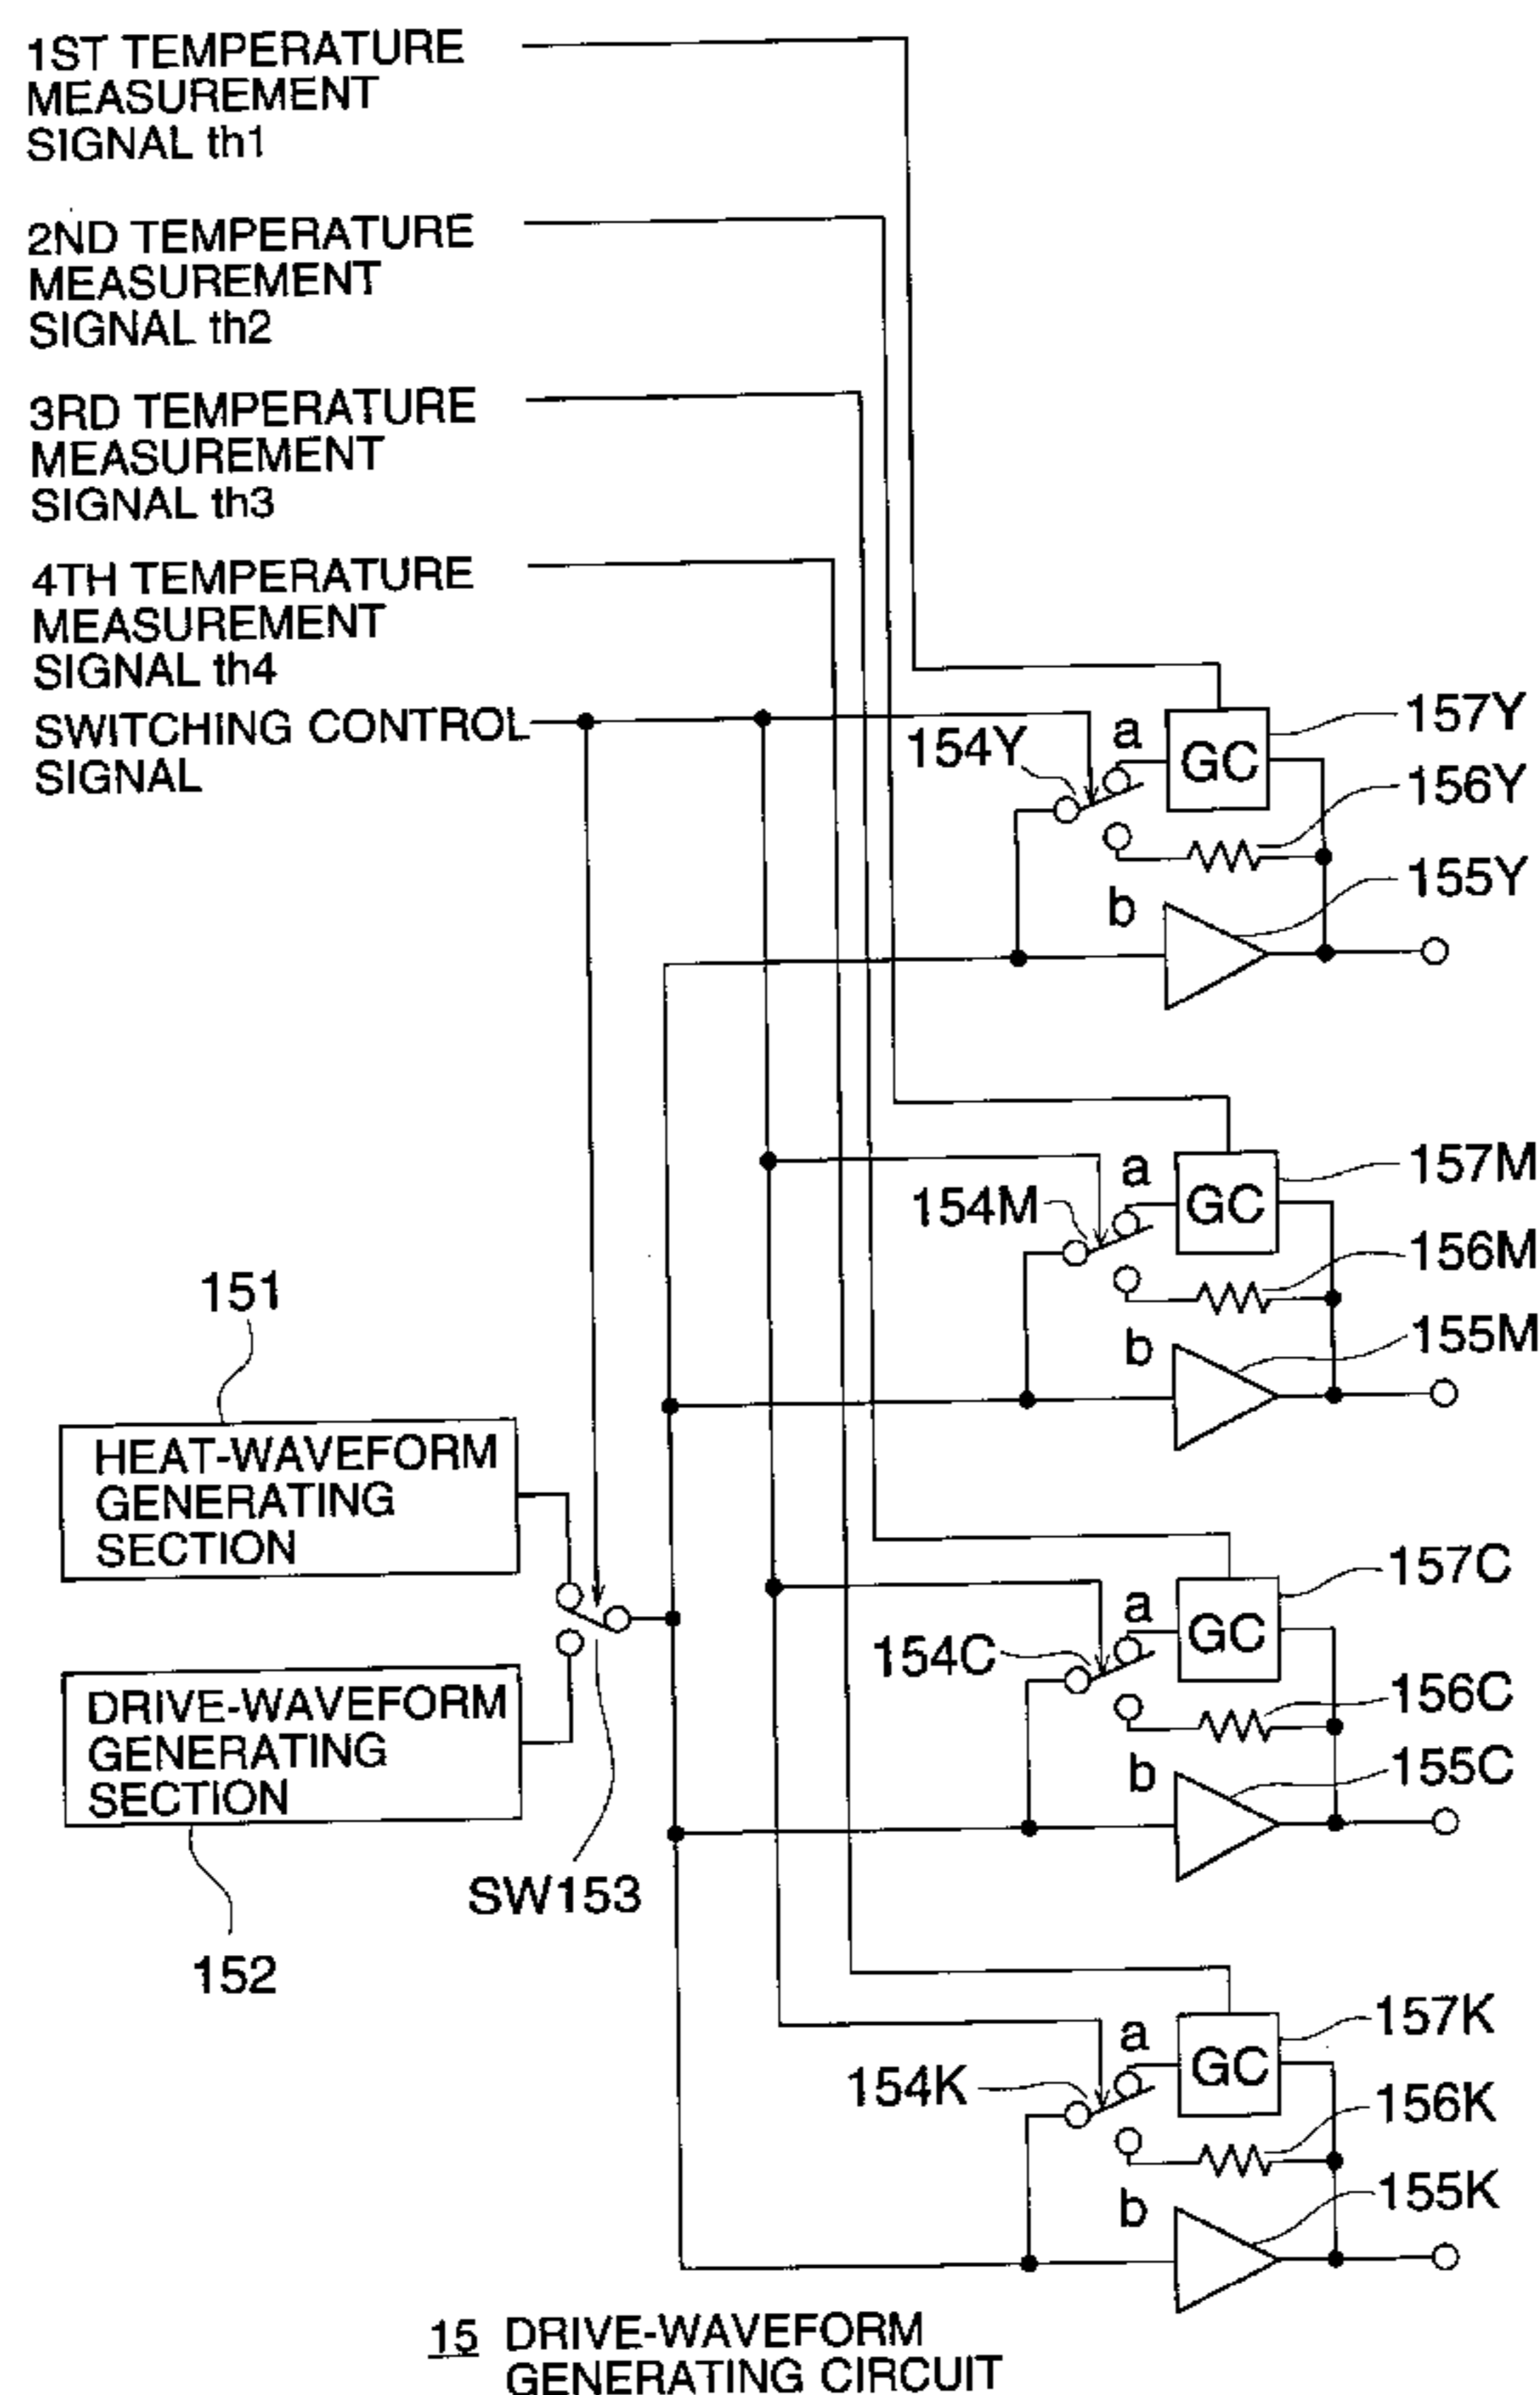 1ST TEMPERATURE
MEASUREMENT
SIGNAL th1
2ND TEMPERATURE
MEASUREMENT
SIGNAL th2
3RD TEMPERATURE
MEASUREMENT
SIGNAL th3
4TH TEMPERATURE
MEASUREMENT
SIGNAL th4
SWITCHING CONTROL
SIGNAL
154Y
a
GC
157Y
156Y
155Y
b
154M
a
GC
157M
156M
155M
b
151
HEAT-WAVEFORM
GENERATING
SECTION
DRIVE-WAVEFORM
GENERATING
SECTION
152
SW153
154C
a
GC
157C
156C
155C
b
154K
a
GC
157K
156K
155K
b
15 DRIVE-WAVEFORM
GENERATING CIRCUIT